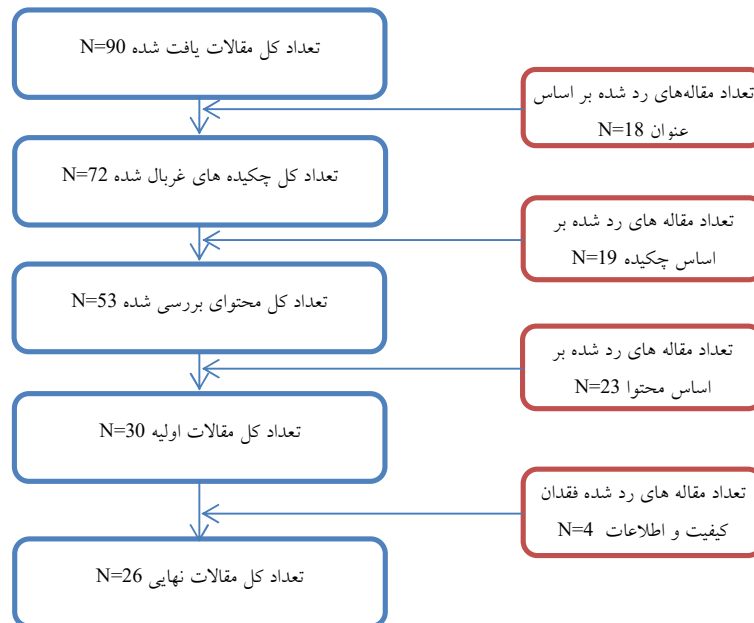 تعداد کل مقالات یافت شده N=90
تعداد مقاله‌های رد شده بر اساس
عنوان N=18
تعداد کل چکیده های غربال شده N=72
تعداد مقاله های رد شده بر
اساس چکیده N=19
تعداد کل محتوای بررسی شده N=53
تعداد مقاله های رد شده بر
اساس محتوا N=23
تعداد کل مقالات اولیه N=30
تعداد مقاله های رد شده فقدان
کیفیت و اطلاعات N=4
تعداد کل مقالات نهایی N=26